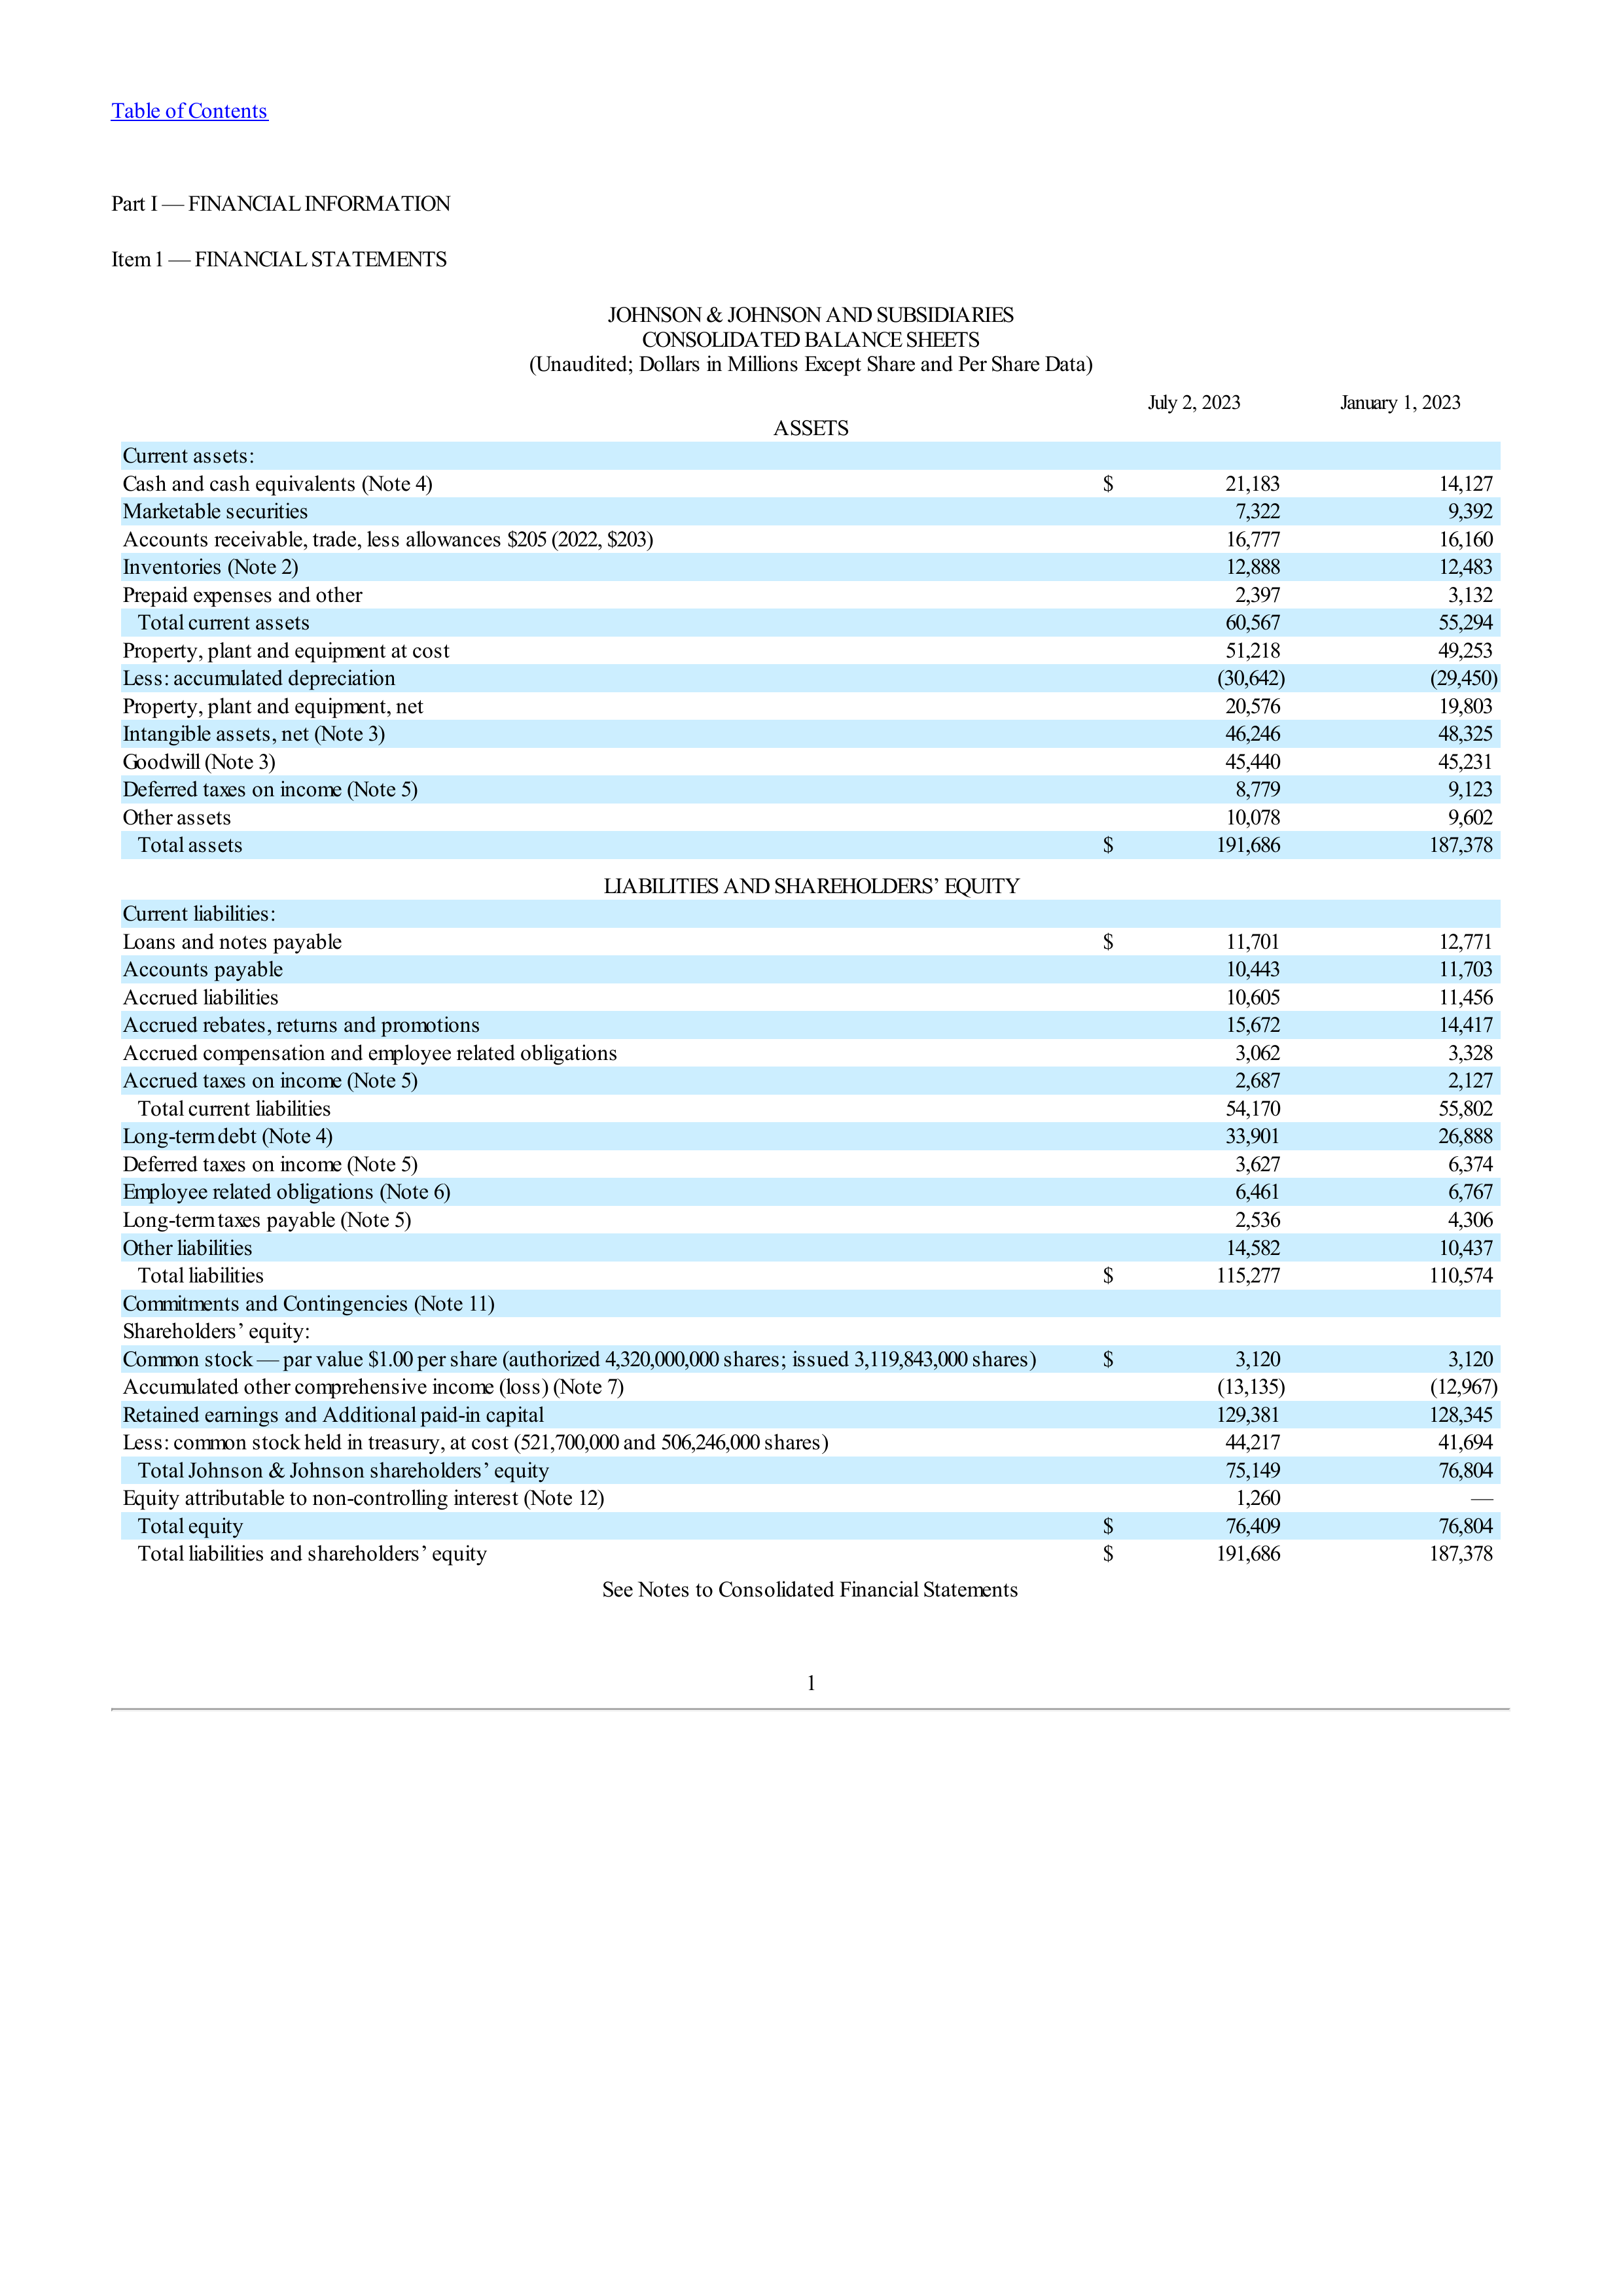 Table of Contents
Part I — FINANCIAL INFORMATION
Item 1 — FINANCIAL STATEMENTS
JOHNSON & JOHNSON AND SUBSIDIARIES
CONSOLIDATED BALANCE SHEETS
(Unaudited; Dollars in Millions Except Share and Per Share Data)
July 2, 2023 January 1, 2023
ASSETS
Current assets:
Cash and cash equivalents (Note 4) $ 21,183 14,127
Marketable securities 7,322 9,392
Accounts receivable, trade, less allowances $205 (2022, $203) 16,777 16,160
Inventories (Note 2) 12,888 12,483
Prepaid expenses and other 2,397 3,132
Total current assets 60,567 55,294
Property, plant and equipment at cost 51,218 49,253
Less: accumulated depreciation (30,642) (29,450)
Property, plant and equipment, net 20,576 19,803
Intangible assets, net (Note 3) 46,246 48,325
Goodwill (Note 3) 45,440 45,231
Deferred taxes on income (Note 5) 8,779 9,123
Other assets 10,078 9,602
Total assets $ 191,686 187,378
LIABILITIES AND SHAREHOLDERS’ EQUITY
Current liabilities:
Loans and notes payable $ 11,701 12,771
Accounts payable 10,443 11,703
Accrued liabilities 10,605 11,456
Accrued rebates, returns and promotions 15,672 14,417
Accrued compensation and employee related obligations 3,062 3,328
Accrued taxes on income (Note 5) 2,687 2,127
Total current liabilities 54,170 55,802
Long-term debt (Note 4) 33,901 26,888
Deferred taxes on income (Note 5) 3,627 6,374
Employee related obligations (Note 6) 6,461 6,767
Long-term taxes payable (Note 5) 2,536 4,306
Other liabilities 14,582 10,437
Total liabilities $ 115,277 110,574
Commitments and Contingencies (Note 11)
Shareholders’ equity:
Common stock — par value $1.00 per share (authorized 4,320,000,000 shares; issued 3,119,843,000 shares) $ 3,120 3,120
Accumulated other comprehensive income (loss) (Note 7) (13,135) (12,967)
Retained earnings and Additional paid-in capital 129,381 128,345
Less: common stock held in treasury, at cost (521,700,000 and 506,246,000 shares) 44,217 41,694
Total Johnson & Johnson shareholders’ equity 75,149 76,804
Equity attributable to non-controlling interest (Note 12) 1,260 —
Total equity $ 76,409 76,804
Total liabilities and shareholders’ equity $ 191,686 187,378
See Notes to Consolidated Financial Statements
1